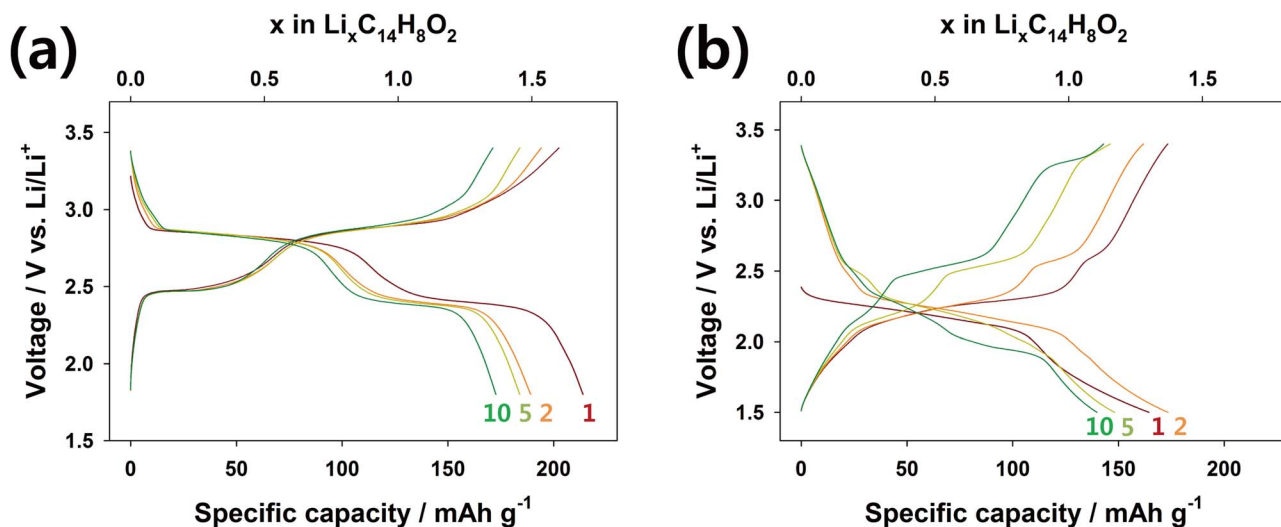 (a)
x in LiₓC₁₄H₈O₂
0.0 0.5 1.0 1.5
Voltage / V vs. Li/Li⁺
3.5
3.0
2.5
2.0
1.5
10 5 2 1
0 50 100 150 200
Specific capacity / mAh g⁻¹
(b)
x in LiₓC₁₄H₈O₂
0.0 0.5 1.0 1.5
Voltage / V vs. Li/Li⁺
3.5
3.0
2.5
2.0
1.5
10 5 1 2
0 50 100 150 200
Specific capacity / mAh g⁻¹